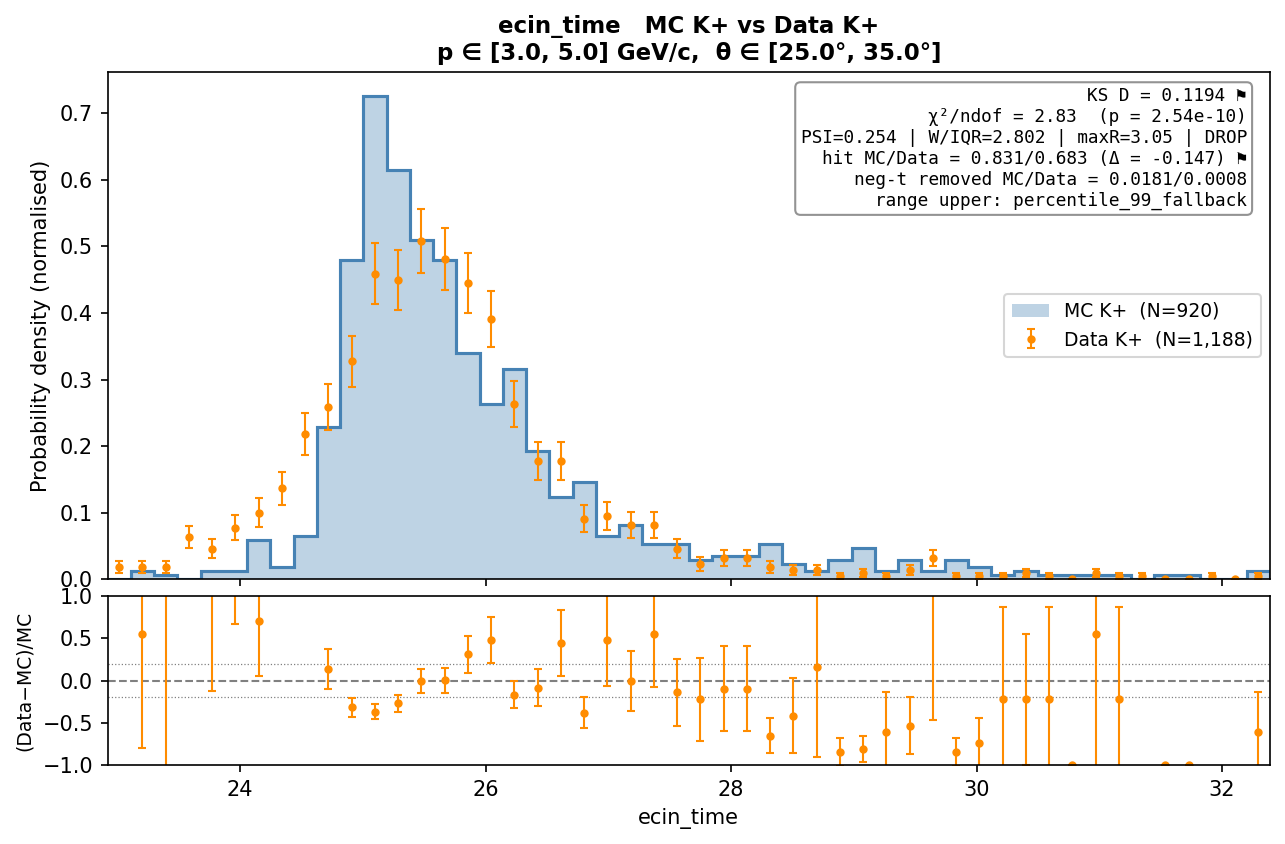 ecin_time   MC K+ vs Data K+
p ∈ [3.0, 5.0] GeV/c,  θ ∈ [25.0°, 35.0°]
Probability density (normalised)
0.7
0.6
0.5
0.4
0.3
0.2
0.1
0.0
KS D = 0.1194 ⚑
χ²/ndof = 2.83  (p = 2.54e-10)
PSI=0.254 | W/IQR=2.802 | maxR=3.05 | DROP
hit MC/Data = 0.831/0.683 (Δ = -0.147) ⚑
neg-t removed MC/Data = 0.0181/0.0008
range upper: percentile_99_fallback
MC K+  (N=920)
Data K+  (N=1,188)
(Data−MC)/MC
1.0
0.5
0.0
−0.5
−1.0
24 26 28 30 32
ecin_time